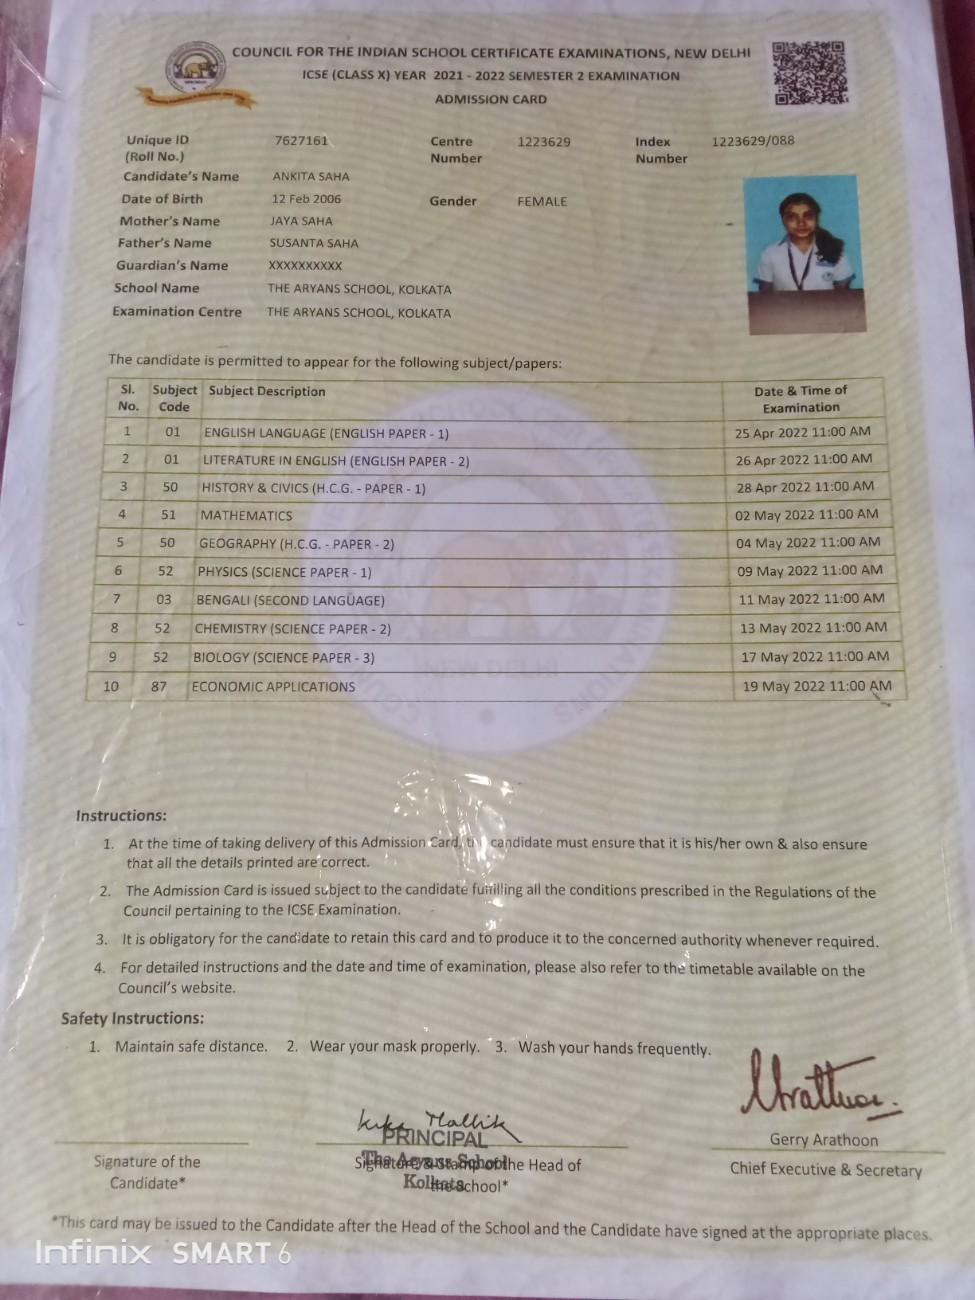 COUNCIL FOR THE INDIAN SCHOOL CERTIFICATE EXAMINATIONS, NEW DELHI
ICSE (CLASS X) YEAR 2021 - 2022 SEMESTER 2 EXAMINATION
ADMISSION CARD
Unique ID (Roll No.) 7627161 Centre Number 1223629 Index Number 1223629/088
Candidate's Name ANKITA SAHA
Date of Birth 12 Feb 2006 Gender FEMALE
Mother's Name JAYA SAHA
Father's Name SUSANTA SAHA
Guardian's Name XXXXXXXXXX
School Name THE ARYANS SCHOOL, KOLKATA
Examination Centre THE ARYANS SCHOOL, KOLKATA
The candidate is permitted to appear for the following subject/papers:
Sl. No. Subject Code Subject Description Date & Time of Examination
1 01 ENGLISH LANGUAGE (ENGLISH PAPER - 1) 25 Apr 2022 11:00 AM
2 01 LITERATURE IN ENGLISH (ENGLISH PAPER - 2) 26 Apr 2022 11:00 AM
3 50 HISTORY & CIVICS (H.C.G. - PAPER - 1) 28 Apr 2022 11:00 AM
4 51 MATHEMATICS 02 May 2022 11:00 AM
5 50 GEOGRAPHY (H.C.G. - PAPER - 2) 04 May 2022 11:00 AM
6 52 PHYSICS (SCIENCE PAPER - 1) 09 May 2022 11:00 AM
7 03 BENGALI (SECOND LANGUAGE) 11 May 2022 11:00 AM
8 52 CHEMISTRY (SCIENCE PAPER - 2) 13 May 2022 11:00 AM
9 52 BIOLOGY (SCIENCE PAPER - 3) 17 May 2022 11:00 AM
10 87 ECONOMIC APPLICATIONS 19 May 2022 11:00 AM
Instructions:
1. At the time of taking delivery of this Admission Card, the candidate must ensure that it is his/her own & also ensure
that all the details printed are correct.
2. The Admission Card is issued subject to the candidate fulfilling all the conditions prescribed in the Regulations of the
Council pertaining to the ICSE Examination.
3. It is obligatory for the candidate to retain this card and to produce it to the concerned authority whenever required.
4. For detailed instructions and the date and time of examination, please also refer to the timetable available on the
Council's website.
Safety Instructions:
1. Maintain safe distance. 2. Wear your mask properly. 3. Wash your hands frequently.
PRINCIPAL
The Aryans School
Kolkata
Gerry Arathoon
Chief Executive & Secretary
Signature of the
Candidate*
Signature & Stamp of the Head of
the School*
*This card may be issued to the Candidate after the Head of the School and the Candidate have signed at the appropriate places.
Infinix SMART 6